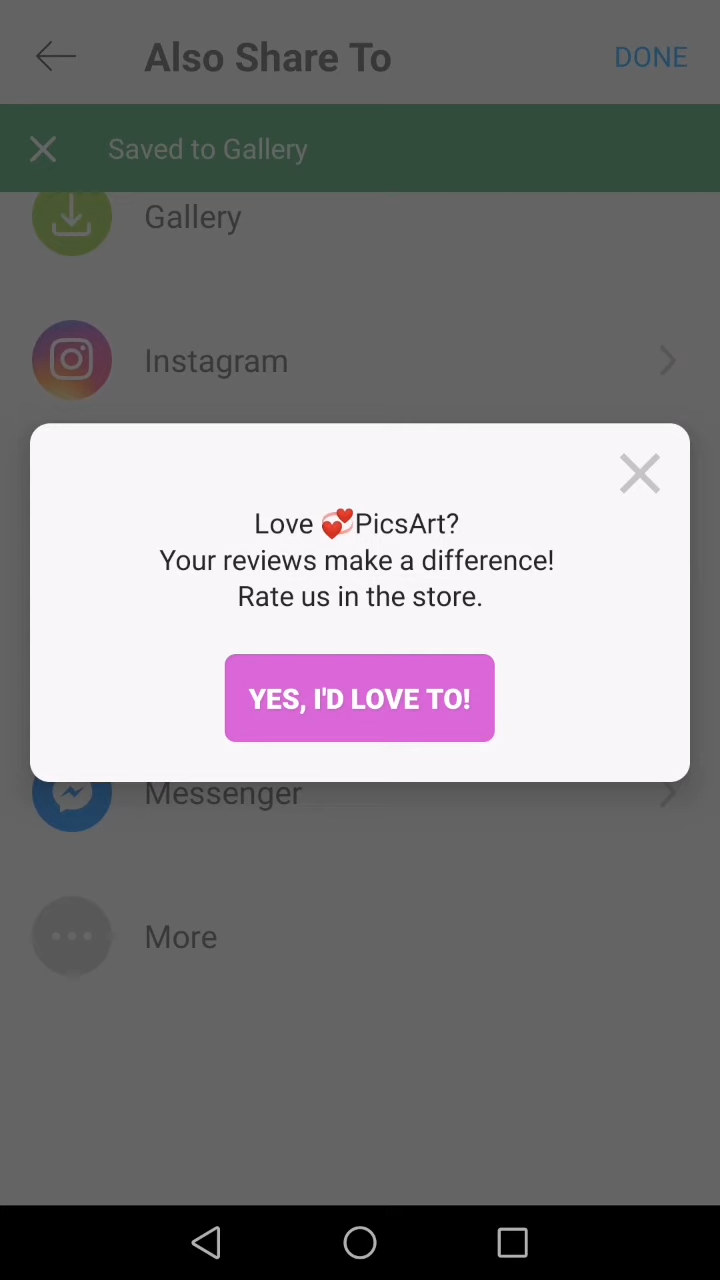 Also Share To
DONE
Saved to Gallery
Gallery
Instagram
Love 💞PicsArt?
Your reviews make a difference!
Rate us in the store.
YES, I'D LOVE TO!
Messenger
More